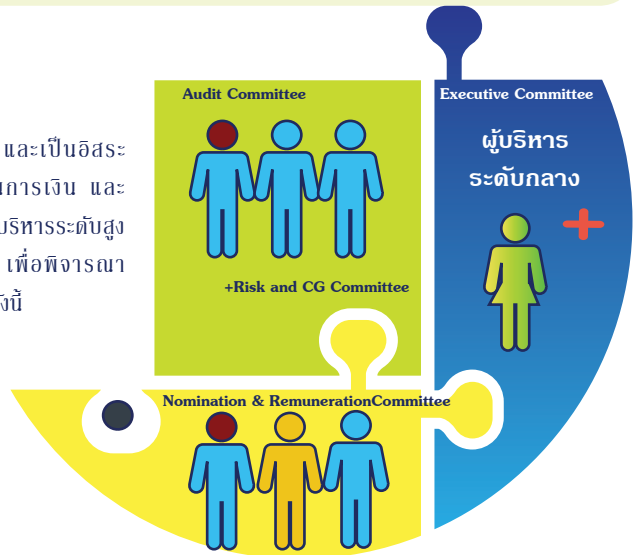 Audit Committee
Executive Committee
ผู้บริหาร
ระดับกลาง
และเป็นอิสระ
การเงิน และ
บริหารระดับสูง
เพื่อพิจารณา
+Risk and CG Committee
Nomination & RemunerationCommittee